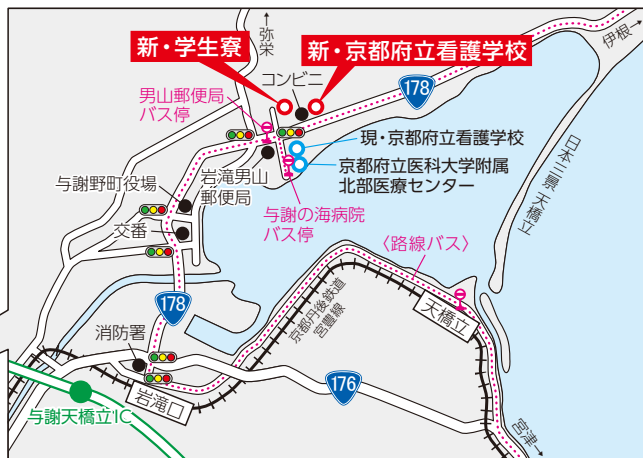 →弥栄
伊根→
新・学生寮
新・京都府立看護学校
コンビニ
178
男山郵便局
バス停
現・京都府立看護学校
京都府立医科大学附属
北部医療センター
岩滝男山
郵便局
与謝野町役場
与謝の海病院
バス停
交番
日本三景・天橋立
〈路線バス〉
京都丹後鉄道
宮豊線
天橋立
178
消防署
176
岩滝口
与謝天橋立IC
宮津→